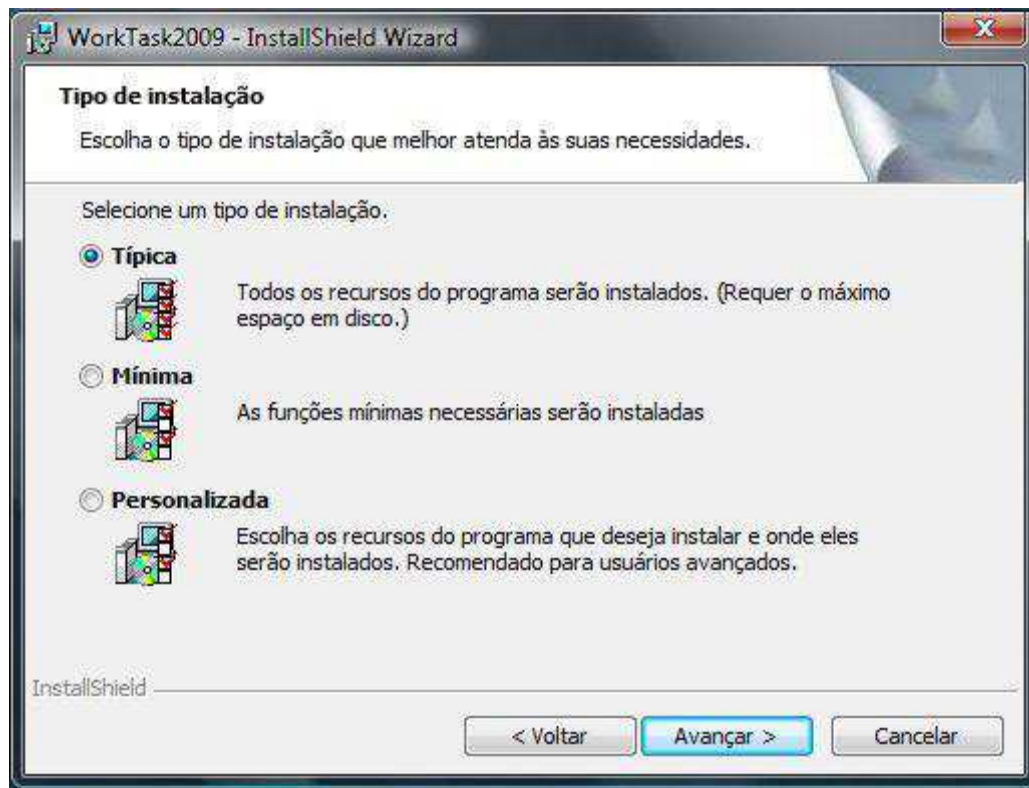 WorkTask2009 - InstallShield Wizard
Tipo de instalação
Escolha o tipo de instalação que melhor atenda às suas necessidades.
Selecione um tipo de instalação.
Típica
Todos os recursos do programa serão instalados. (Requer o máximo
espaço em disco.)
Mínima
As funções mínimas necessárias serão instaladas
Personalizada
Escolha os recursos do programa que deseja instalar e onde eles
serão instalados. Recomendado para usuários avançados.
InstallShield
< Voltar
Avançar >
Cancelar